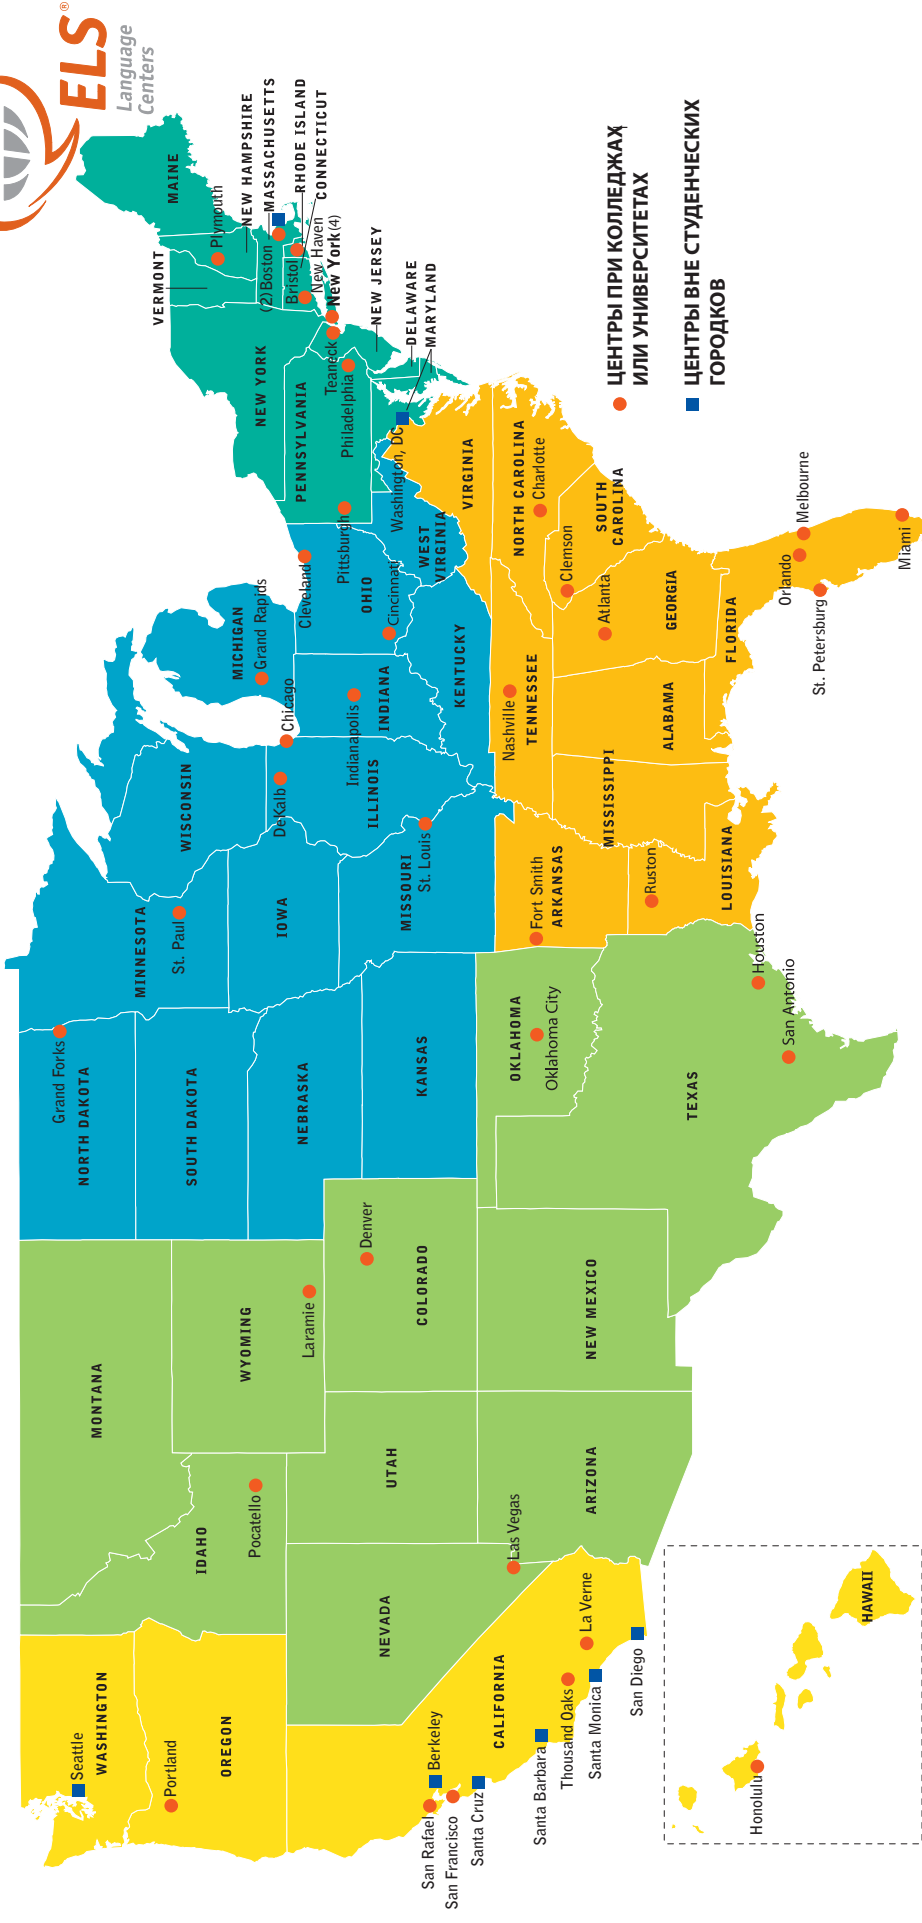 ELS®
Language
Centers
WASHINGTON
Seattle
Portland
OREGON
CALIFORNIA
San Rafael
Berkeley
San Francisco
Santa Cruz
Santa Barbara
Thousand Oaks
Santa Monica
La Verne
San Diego
HAWAII
Honolulu
MONTANA
IDAHO
Pocatello
WYOMING
Laramie
NEVADA
Las Vegas
UTAH
COLORADO
Denver
ARIZONA
NEW MEXICO
OKLAHOMA
Oklahoma City
TEXAS
Houston
San Antonio
Grand Forks
NORTH DAKOTA
SOUTH DAKOTA
NEBRASKA
KANSAS
MINNESOTA
St. Paul
IOWA
MISSOURI
St. Louis
WISCONSIN
DeKalb
Chicago
ILLINOIS
Indianapolis
INDIANA
MICHIGAN
Grand Rapids
Cleveland
OHIO
Cincinnati
KENTUCKY
WEST
VIRGINIA
Fort Smith
ARKANSAS
Ruston
LOUISIANA
MISSISSIPPI
ALABAMA
Nashville
TENNESSEE
GEORGIA
Atlanta
FLORIDA
Orlando
St. Petersburg
Melbourne
Miami
Clemson
SOUTH
CAROLINA
NORTH CAROLINA
Charlotte
VIRGINIA
Washington, DC
Pittsburgh
PENNSYLVANIA
Philadelphia
NEW YORK
Teaneck
New York(4)
New Haven
Bristol
(2)Boston
Plymouth
VERMONT
MAINE
NEW HAMPSHIRE
MASSACHUSETTS
RHODE ISLAND
CONNECTICUT
NEW JERSEY
DELAWARE
MARYLAND
ЦЕНТРЫ ПРИ КОЛЛЕДЖАХ
ИЛИ УНИВЕРСИТЕТАХ
ЦЕНТРЫ ВНЕ СТУДЕНЧЕСКИХ
ГОРОДКОВ